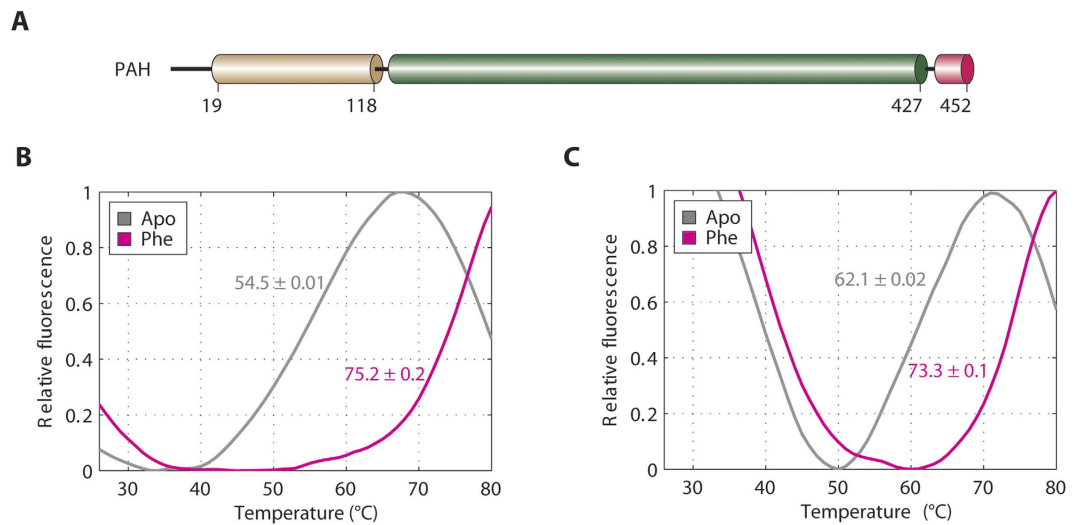 A
PAH
19 118 427 452
B
Relative fluorescence
1
0.8
0.6
0.4
0.2
0
Apo
Phe
54.5 ± 0.01
75.2 ± 0.2
30 40 50 60 70 80
Temperature (°C)
C
Relative fluorescence
1
0.8
0.6
0.4
0.2
0
Apo
Phe
62.1 ± 0.02
73.3 ± 0.1
30 40 50 60 70 80
Temperature (°C)